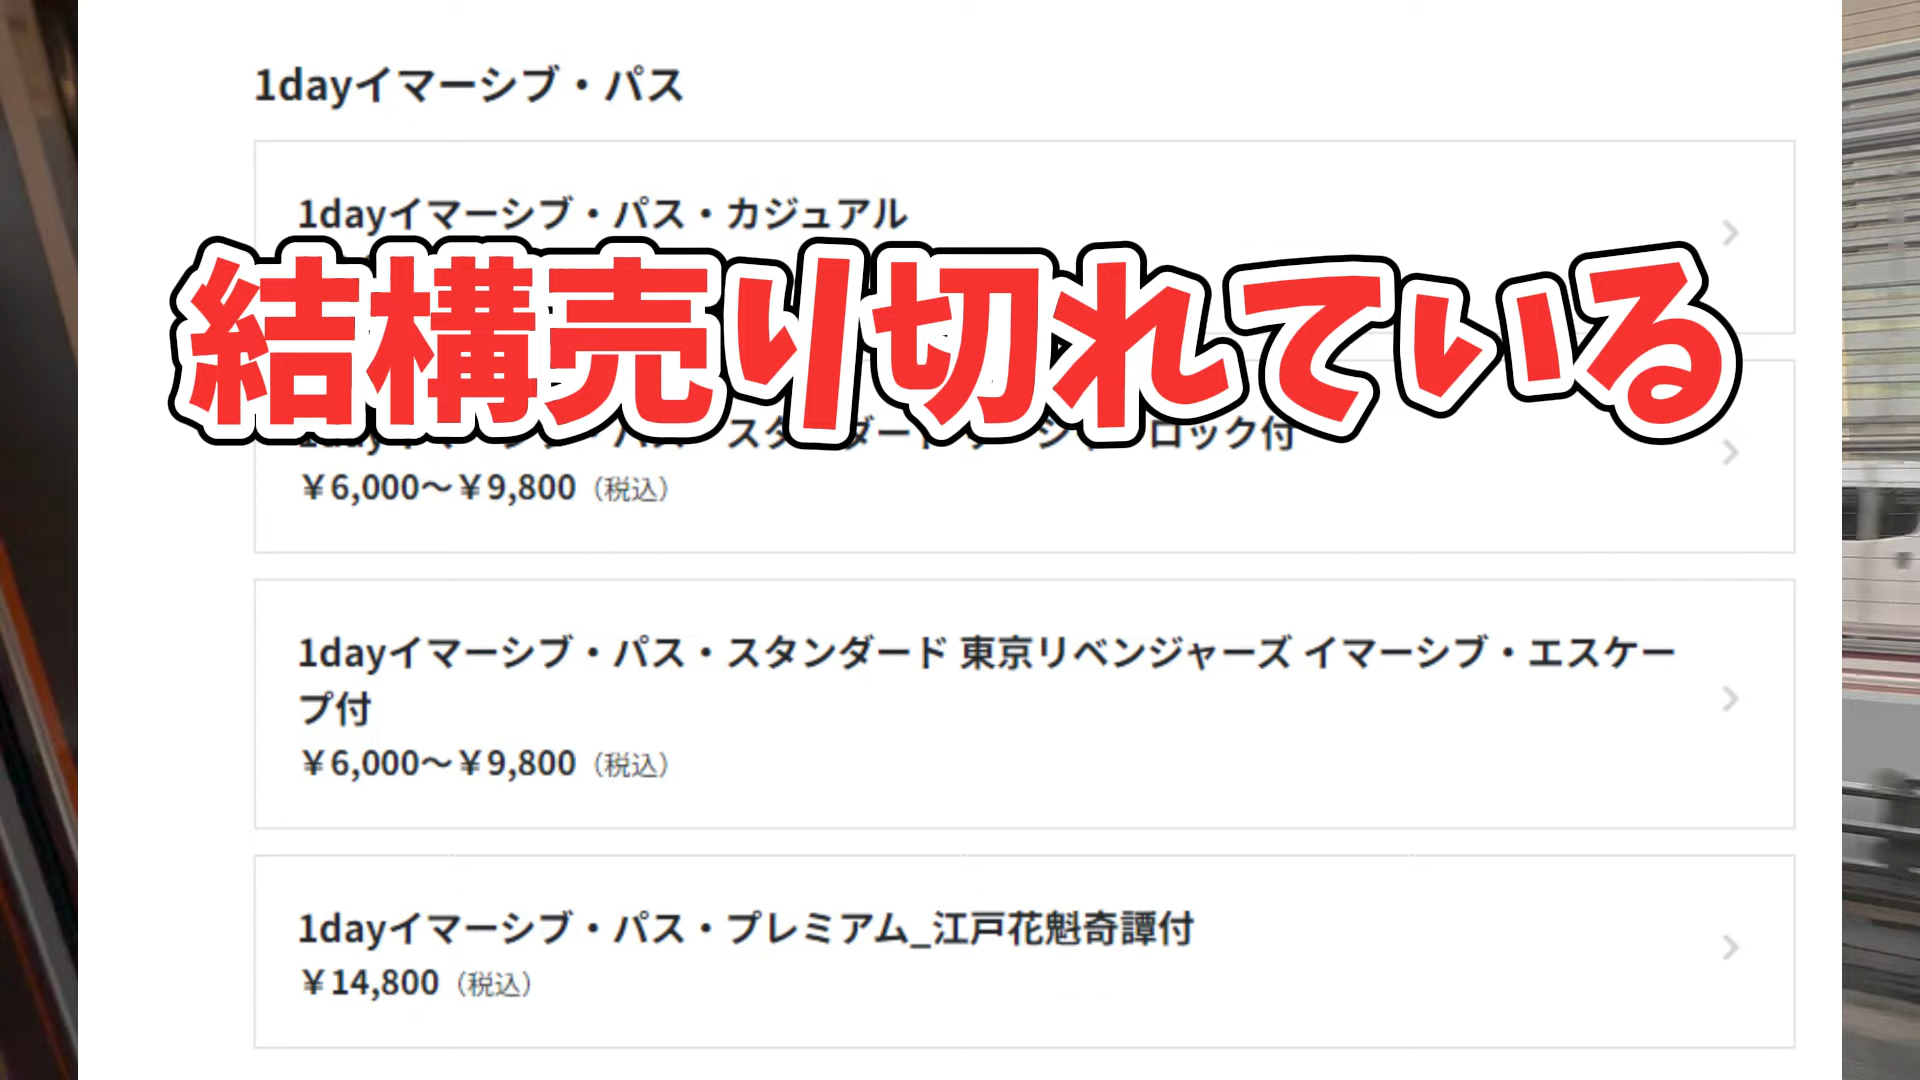 1dayイマーシブ・パス
1dayイマーシブ・パス・カジュアル
結構売り切れている
スタンダード ロック付
￥6,000〜￥9,800（税込）
1dayイマーシブ・パス・スタンダード 東京リベンジャーズ イマーシブ・エスケー
プ付
￥6,000〜￥9,800（税込）
1dayイマーシブ・パス・プレミアム_江戸花魁奇譚付
￥14,800（税込）